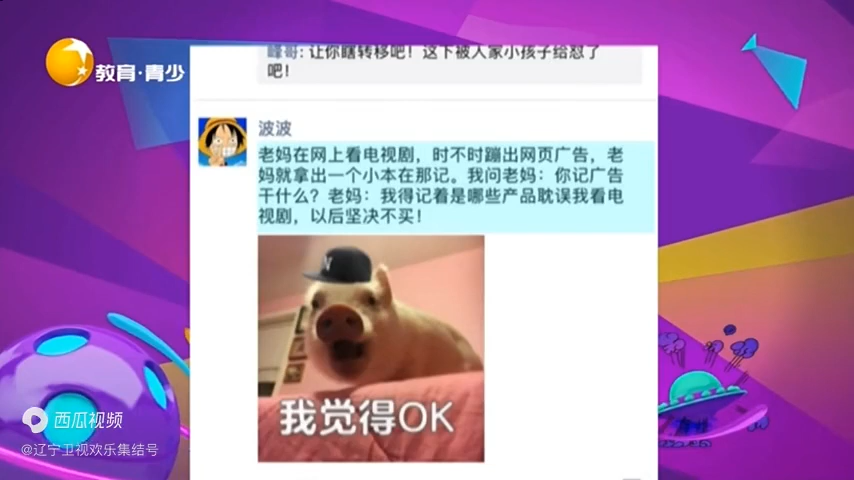 峰哥: 让你瞎转移吧！这下被人家小孩子给怼了
吧！
教育·青少
波波
老妈在网上看电视剧，时不时蹦出网页广告，老
妈就拿出一个小本在那记。我问老妈：你记广告
干什么？老妈：我得记着是哪些产品耽误我看电
视剧，以后坚决不买！
N
我觉得OK
西瓜视频
@辽宁卫视欢乐集结号